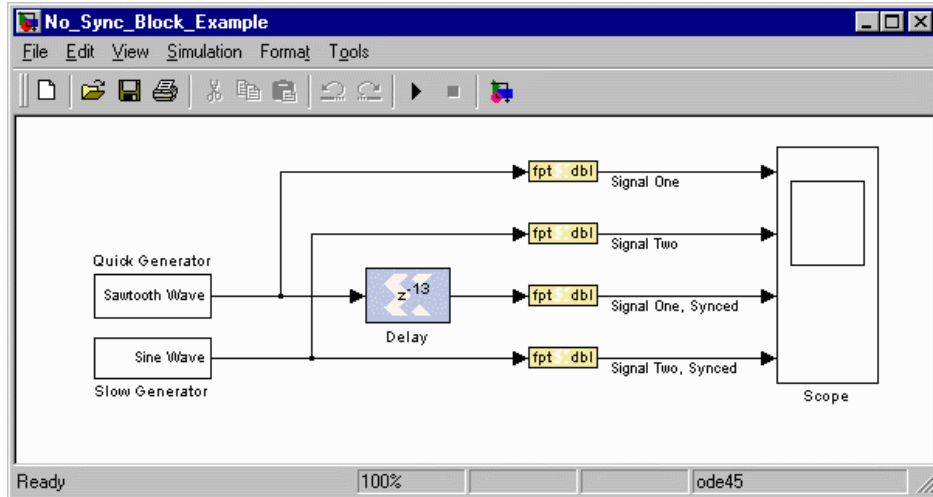 No_Sync_Block_Example
File Edit View Simulation Format Tools
fpt dbl
Signal One
fpt dbl
Signal Two
Quick Generator
Sawtooth Wave
z-13
Delay
fpt dbl
Signal One, Synced
Sine Wave
Slow Generator
fpt dbl
Signal Two, Synced
Scope
Ready 100% ode45